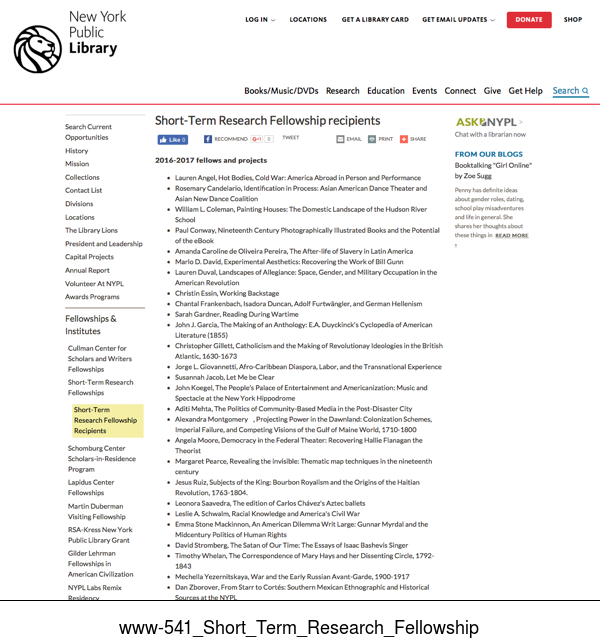 New York
Public
Library
LOG IN
LOCATIONS
GET A LIBRARY CARD
GET EMAIL UPDATES
DONATE
SHOP
Books/Music/DVDs Research Education Events Connect Give Get Help Search
Search Current
Opportunities
History
Mission
Collections
Contact List
Divisions
Locations
The Library Lions
President and Leadership
Capital Projects
Annual Report
Volunteer At NYPL
Awards Programs
Fellowships &
Institutes
Cullman Center for
Scholars and Writers
Fellowships
Short-Term Research
Fellowships
Short-Term
Research Fellowship
Recipients
Schomburg Center
Scholars-in-Residence
Program
Lapidus Center
Fellowships
Martin Duberman
Visiting Fellowship
RSA-Kress New York
Public Library Grant
Gilder Lehrman
Fellowships in
American Civilization
NYPL Labs Remix
Residency
Short-Term Research Fellowship recipients
Like 0
RECOMMEND
G+1 0
TWEET
EMAIL
PRINT
SHARE
2016-2017 fellows and projects
• Lauren Angel, Hot Bodies, Cold War: America Abroad in Person and Performance
• Rosemary Candelario, Identification in Process: Asian American Dance Theater and
Asian New Dance Coalition
• William L. Coleman, Painting Houses: The Domestic Landscape of the Hudson River
School
• Paul Conway, Nineteenth Century Photographically Illustrated Books and the Potential
of the eBook
• Amanda Caroline de Oliveira Pereira, The After-life of Slavery in Latin America
• Mario D. David, Experimental Aesthetics: Recovering the Work of Bill Gunn
• Lauren Duval, Landscapes of Allegiance: Space, Gender, and Military Occupation in the
American Revolution
• Christin Essin, Working Backstage
• Chantal Frankenbach, Isadora Duncan, Adolf Furtwängler, and German Hellenism
• Sarah Gardner, Reading During Wartime
• John J. Garcia, The Making of an Anthology: E.A. Duyckinck's Cyclopedia of American
Literature (1855)
• Christopher Gillett, Catholicism and the Making of Revolutionay Ideologies in the British
Atlantic, 1630-1673
• Jorge L. Giovannetti, Afro-Caribbean Diaspora, Labor, and the Transnational Experience
• Susannah Jacob, Let Me be Clear
• John Koegel, The People's Palace of Entertainment and Americanization: Music and
Spectacle at the New York Hippodrome
• Aditi Mehta, The Politics of Community-Based Media in the Post-Disaster City
• Alexandra Montgomery , Projecting Power in the Dawnland: Colonization Schemes,
Imperial Failure, and Competing Visions of the Gulf of Maine World, 1710-1800
• Angela Moore, Democracy in the Federal Theater: Recovering Hallie Flanagan the
Theorist
• Margaret Pearce, Revealing the invisible: Thematic map techniques in the nineteenth
century
• Jesus Ruiz, Subjects of the King: Bourbon Royalism and the Origins of the Haitian
Revolution, 1763-1804.
• Leonora Saavedra, The edition of Carlos Chávez's Aztec ballets
• Leslie A. Schwalm, Racial Knowledge and America's Civil War
• Emma Stone Mackinnon, An American Dilemma Writ Large: Gunnar Myrdal and the
Midcentury Politics of Human Rights
• David Stromberg, The Satan of Our Time: The Essays of Isaac Bashevis Singer
• Timothy Whelan, The Correspondence of Mary Hays and her Dissenting Circle, 1792-
1843
• Mechella Yezernitskaya, War and the Early Russian Avant-Garde, 1900-1917
• Dan Zborover, From Starr to Cortés: Southern Mexican Ethnographic and Historical
Sources at the NYPL
ASK NYPL >
Chat with a librarian now
FROM OUR BLOGS
Booktalking "Girl Online"
by Zoe Sugg
Penny has definite ideas
about gender roles, dating,
school play misadventures
and life in general. She
shares her thoughts about
these things in READ MORE
www-541_Short_Term_Research_Fellowship